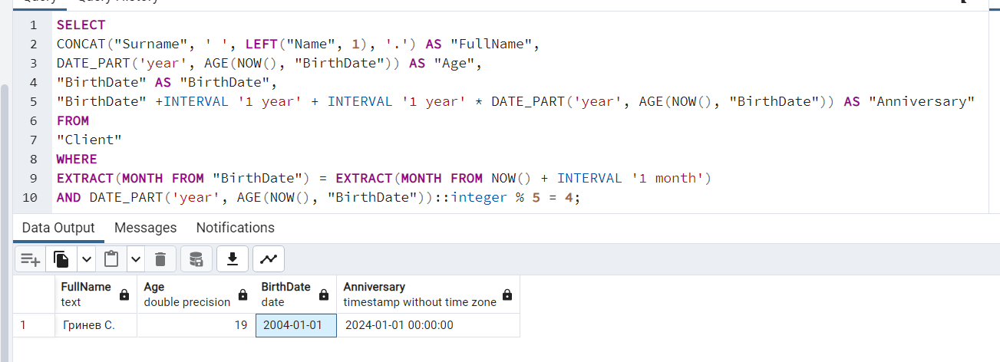 Query Query History
1 SELECT
2 CONCAT("Surname", ' ', LEFT("Name", 1), '.') AS "FullName",
3 DATE_PART('year', AGE(NOW(), "BirthDate")) AS "Age",
4 "BirthDate" AS "BirthDate",
5 "BirthDate" +INTERVAL '1 year' + INTERVAL '1 year' * DATE_PART('year', AGE(NOW(), "BirthDate")) AS "Anniversary"
6 FROM
7 "Client"
8 WHERE
9 EXTRACT(MONTH FROM "BirthDate") = EXTRACT(MONTH FROM NOW() + INTERVAL '1 month')
10 AND DATE_PART('year', AGE(NOW(), "BirthDate"))::integer % 5 = 4;
Data Output Messages Notifications
FullName Age BirthDate Anniversary
text double precision date timestamp without time zone
1 Гринев С. 19 2004-01-01 2024-01-01 00:00:00